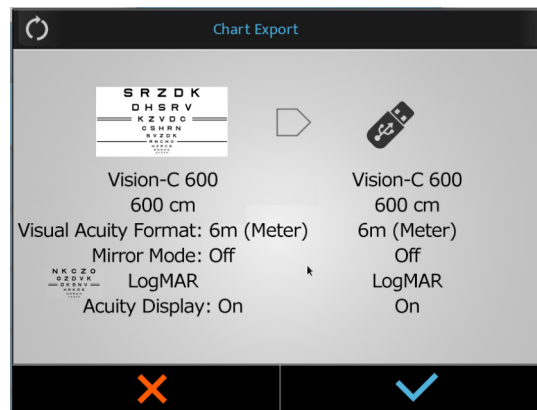 Chart Export
S R Z D K
D H S R V
K Z V D C
C S H R N
S V Z D K
Vision-C 600
600 cm
Visual Acuity Format: 6m (Meter)
Mirror Mode: Off
LogMAR
Acuity Display: On
N K C Z O
O Z D V K
D K S N V
Vision-C 600
600 cm
6m (Meter)
Off
LogMAR
On